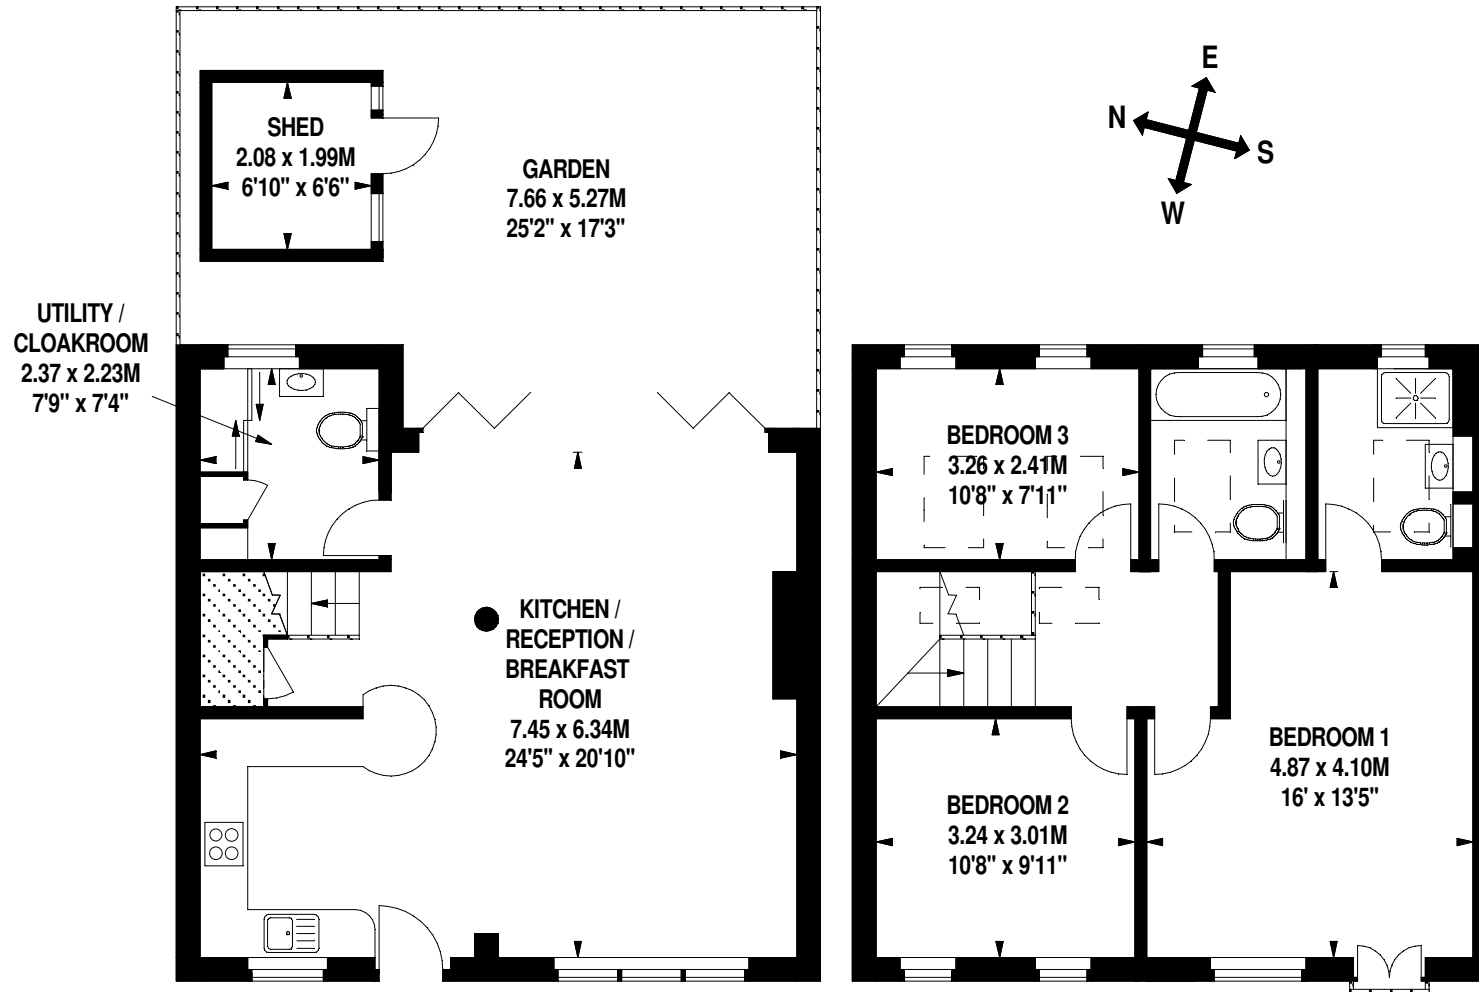 SHED
2.08 x 1.99M
6'10" x 6'6"
GARDEN
7.66 x 5.27M
25'2" x 17'3"
E
N
S
W
UTILITY /
CLOAKROOM
2.37 x 2.23M
7'9" x 7'4"
KITCHEN /
RECEPTION /
BREAKFAST
ROOM
7.45 x 6.34M
24'5" x 20'10"
BEDROOM 3
3.26 x 2.41M
10'8" x 7'11"
BEDROOM 2
3.24 x 3.01M
10'8" x 9'11"
BEDROOM 1
4.87 x 4.10M
16' x 13'5"